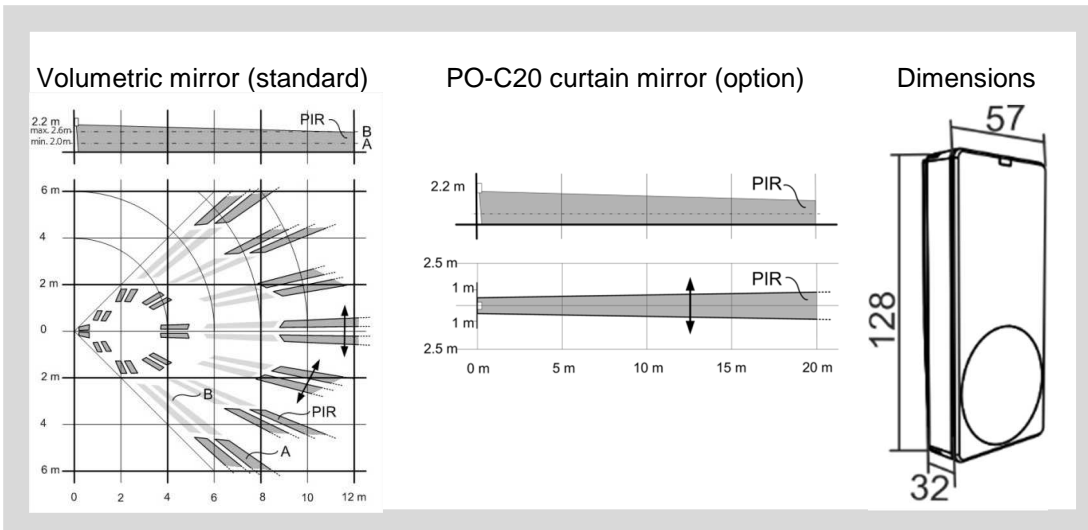 Volumetric mirror (standard)
PO-C20 curtain mirror (option)
Dimensions
2.2 m
max. 2.6m
min. 2.0m
PIR
B
A
6 m
4
2 m
0
2 m
4
6 m
B
PIR
A
0 2 4 6 8 10 12 m
2.2 m
PIR
2.5 m
1 m
1 m
2.5 m
PIR
0 m 5 m 10 m 15 m 20 m
57
128
32